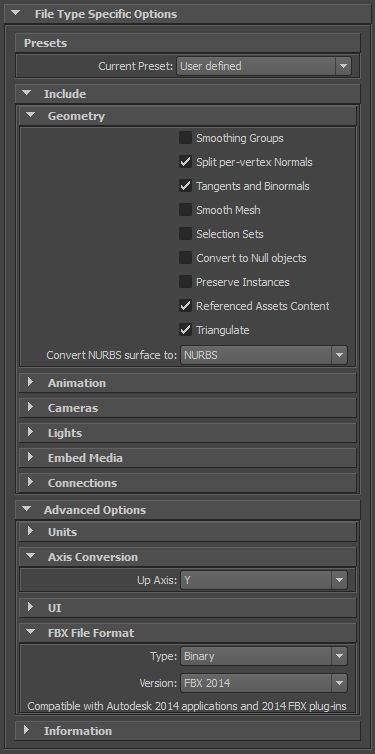 File Type Specific Options
Presets
Current Preset: User defined
Include
Geometry
Smoothing Groups
Split per-vertex Normals
Tangents and Binormals
Smooth Mesh
Selection Sets
Convert to Null objects
Preserve Instances
Referenced Assets Content
Triangulate
Convert NURBS surface to: NURBS
Animation
Cameras
Lights
Embed Media
Connections
Advanced Options
Units
Axis Conversion
Up Axis: Y
UI
FBX File Format
Type: Binary
Version: FBX 2014
Compatible with Autodesk 2014 applications and 2014 FBX plug-ins
Information